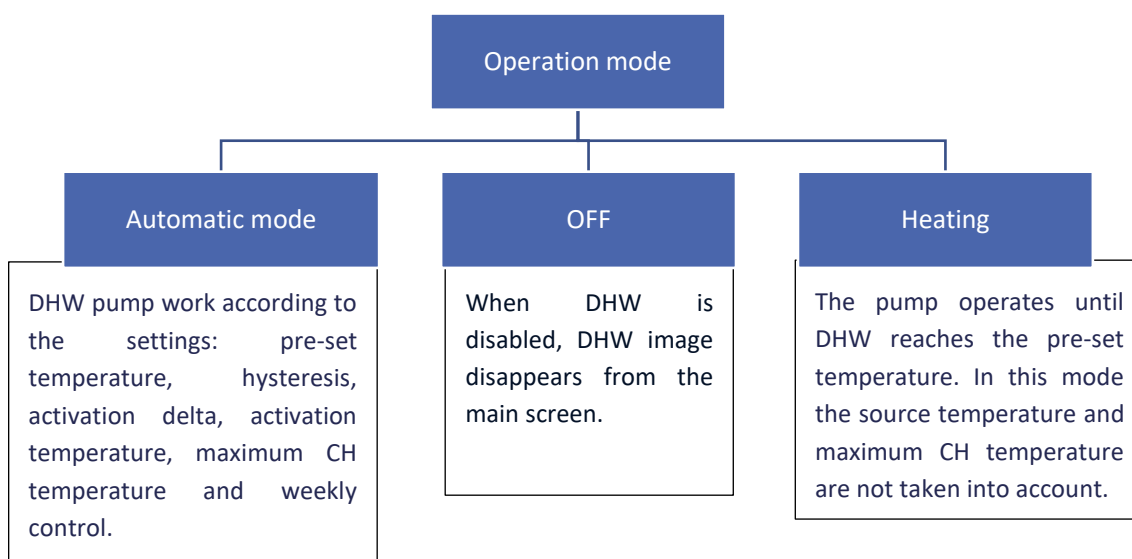 Operation mode
Automatic mode
DHW pump work according to
the settings: pre-set
temperature, hysteresis,
activation delta, activation
temperature, maximum CH
temperature and weekly
control.
OFF
When DHW is
disabled, DHW image
disappears from the
main screen.
Heating
The pump operates until
DHW reaches the pre-set
temperature. In this mode
the source temperature and
maximum CH temperature
are not taken into account.